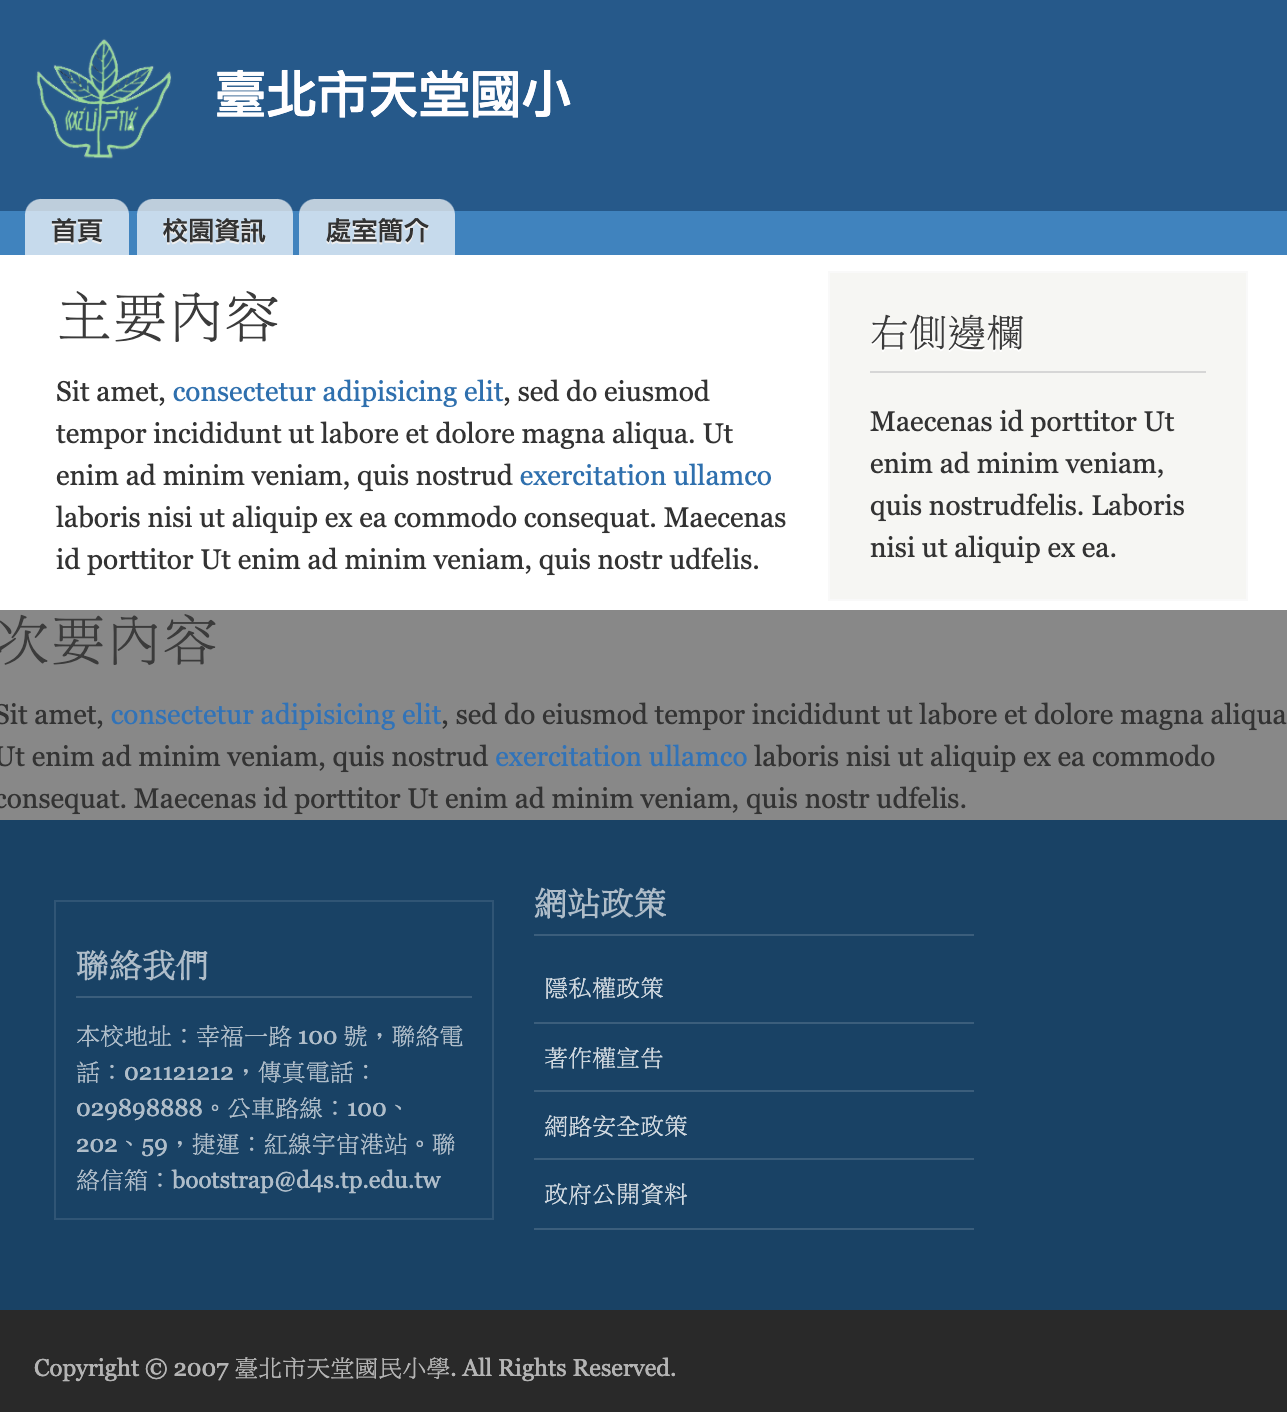 臺北市天堂國小
首頁
校園資訊
處室簡介
主要內容
Sit amet, consectetur adipisicing elit, sed do eiusmod
tempor incididunt ut labore et dolore magna aliqua. Ut
enim ad minim veniam, quis nostrud exercitation ullamco
laboris nisi ut aliquip ex ea commodo consequat. Maecenas
id porttitor Ut enim ad minim veniam, quis nostr udfelis.
右側邊欄
Maecenas id porttitor Ut
enim ad minim veniam,
quis nostrudfelis. Laboris
nisi ut aliquip ex ea.
次要內容
Sit amet, consectetur adipisicing elit, sed do eiusmod tempor incididunt ut labore et dolore magna aliqua
Ut enim ad minim veniam, quis nostrud exercitation ullamco laboris nisi ut aliquip ex ea commodo
consequat. Maecenas id porttitor Ut enim ad minim veniam, quis nostr udfelis.
聯絡我們
本校地址：幸福一路 100 號，聯絡電
話：021121212，傳真電話：
029898888。公車路線：100、
202、59，捷運：紅線宇宙港站。聯
絡信箱：bootstrap@d4s.tp.edu.tw
網站政策
隱私權政策
著作權宣告
網路安全政策
政府公開資料
Copyright © 2007 臺北市天堂國民小學. All Rights Reserved.